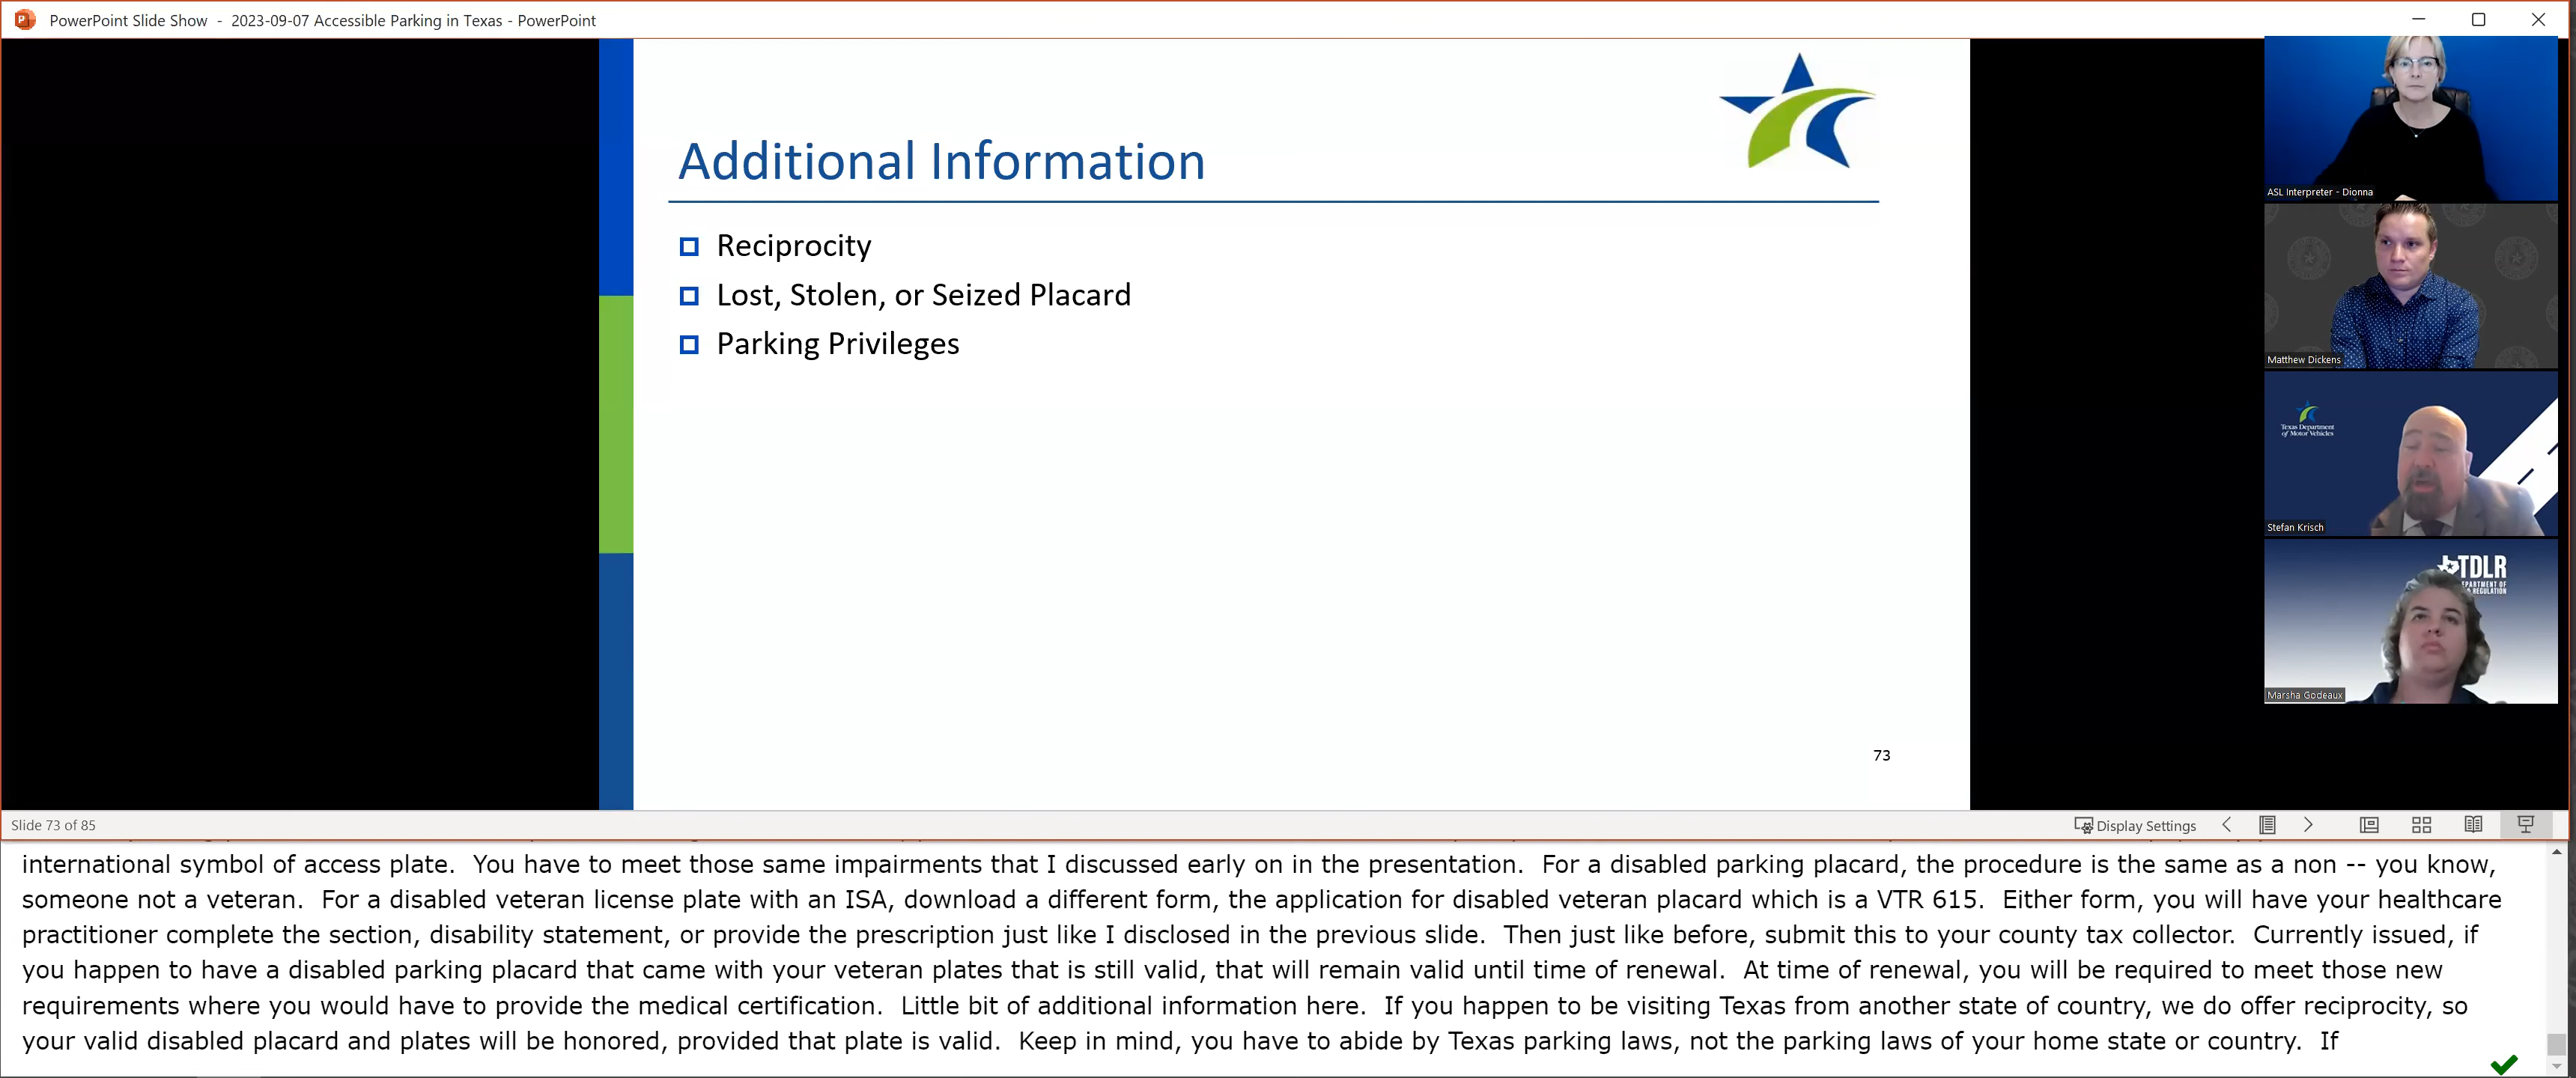 PowerPoint Slide Show - 2023-09-07 Accessible Parking in Texas - PowerPoint
Additional Information
Reciprocity
Lost, Stolen, or Seized Placard
Parking Privileges
73
ASL Interpreter - Dionna
Matthew Dickens
Texas Department
of Motor Vehicles
Stefan Krisch
TDLR
REGULATION
Marsha Godeaux
Slide 73 of 85
Display Settings
international symbol of access plate. You have to meet those same impairments that I discussed early on in the presentation. For a disabled parking placard, the procedure is the same as a non -- you know,
someone not a veteran. For a disabled veteran license plate with an ISA, download a different form, the application for disabled veteran placard which is a VTR 615. Either form, you will have your healthcare
practitioner complete the section, disability statement, or provide the prescription just like I disclosed in the previous slide. Then just like before, submit this to your county tax collector. Currently issued, if
you happen to have a disabled parking placard that came with your veteran plates that is still valid, that will remain valid until time of renewal. At time of renewal, you will be required to meet those new
requirements where you would have to provide the medical certification. Little bit of additional information here. If you happen to be visiting Texas from another state of country, we do offer reciprocity, so
your valid disabled placard and plates will be honored, provided that plate is valid. Keep in mind, you have to abide by Texas parking laws, not the parking laws of your home state or country. If